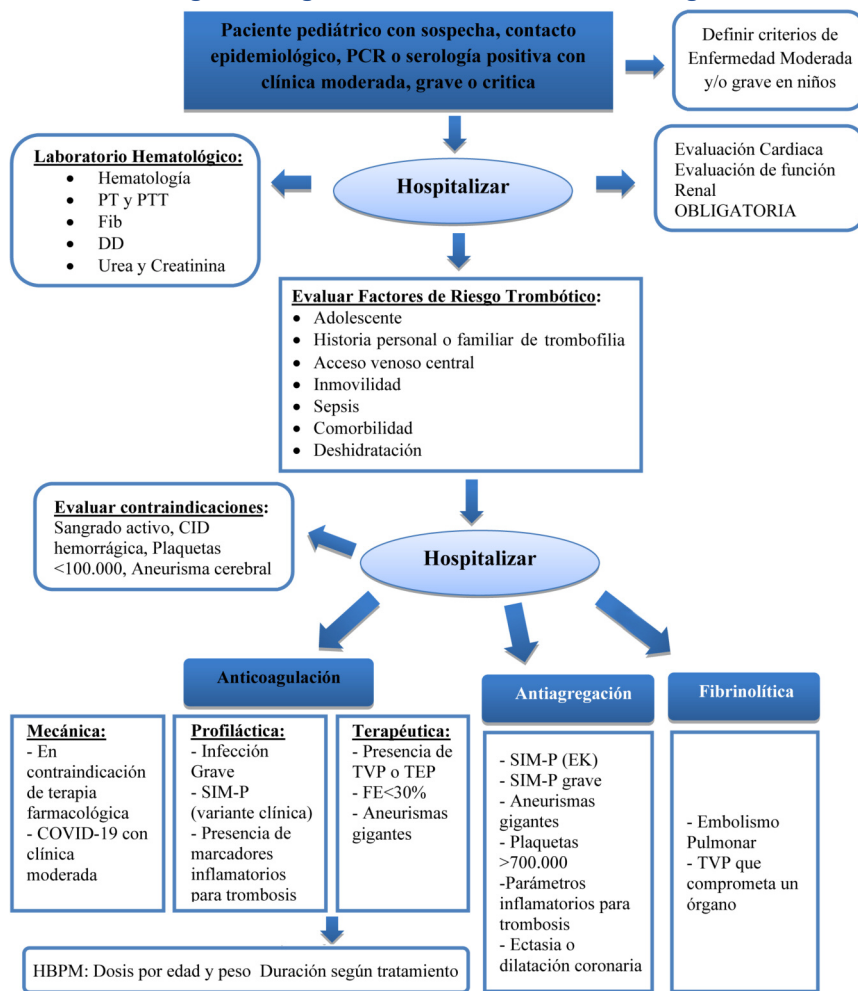 Paciente pediátrico con sospecha, contacto
epidemiológico, PCR o serología positiva con
clínica moderada, grave o critica
Definir criterios de
Enfermedad Moderada
y/o grave en niños
Laboratorio Hematológico:
• Hematología
• PT y PTT
• Fib
• DD
• Urea y Creatinina
Hospitalizar
Evaluación Cardiaca
Evaluación de función
Renal
OBLIGATORIA
Evaluar Factores de Riesgo Trombótico:
• Adolescente
• Historia personal o familiar de trombofilia
• Acceso venoso central
• Inmovilidad
• Sepsis
• Comorbilidad
• Deshidratación
Evaluar contraindicaciones:
Sangrado activo, CID
hemorrágica, Plaquetas
<100.000, Aneurisma cerebral
Hospitalizar
Anticoagulación
Mecánica:
- En
contraindicación
de terapia
farmacológica
- COVID-19 con
clínica
moderada
Profiláctica:
- Infección
Grave
- SIM-P
(variante clínica)
- Presencia de
marcadores
inflamatorios
para trombosis
Terapéutica:
- Presencia de
TVP o TEP
- FE<30%
- Aneurismas
gigantes
HBPM: Dosis por edad y peso Duración según tratamiento
Antiagregación
- SIM-P (EK)
- SIM-P grave
- Aneurismas
gigantes
- Plaquetas
>700.000
-Parámetros
inflamatorios para
trombosis
- Ectasia o
dilatación coronaria
Fibrinolítica
- Embolismo
Pulmonar
- TVP que
comprometa un
órgano